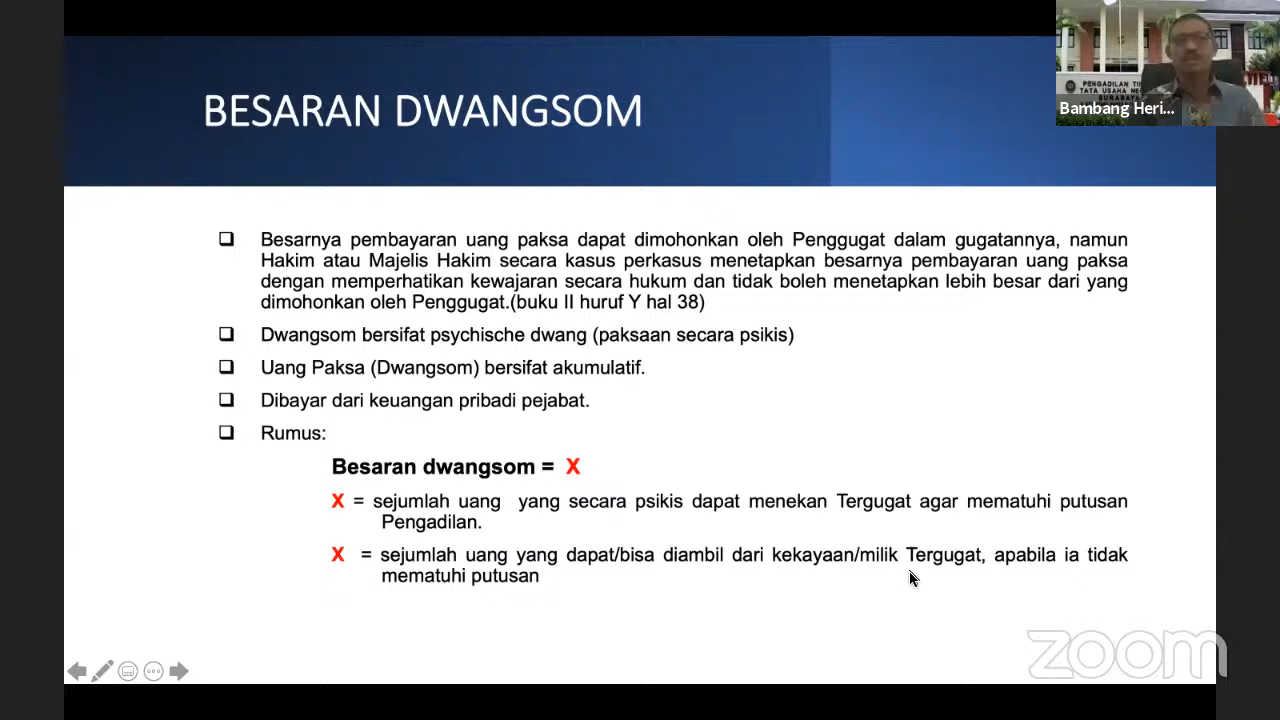 BESARAN DWANGSOM
PENGADILAN
TATA USAHA
SURABAYA
Bambang Heri...
❑ Besarnya pembayaran uang paksa dapat dimohonkan oleh Penggugat dalam gugatannya, namun
Hakim atau Majelis Hakim secara kasus perkasus menetapkan besarnya pembayaran uang paksa
dengan memperhatikan kewajaran secara hukum dan tidak boleh menetapkan lebih besar dari yang
dimohonkan oleh Penggugat.(buku II huruf Y hal 38)
❑ Dwangsom bersifat psychische dwang (paksaan secara psikis)
❑ Uang Paksa (Dwangsom) bersifat akumulatif.
❑ Dibayar dari keuangan pribadi pejabat.
❑ Rumus:
Besaran dwangsom = X
X = sejumlah uang yang secara psikis dapat menekan Tergugat agar mematuhi putusan
Pengadilan.
X = sejumlah uang yang dapat/bisa diambil dari kekayaan/milik Tergugat, apabila ia tidak
mematuhi putusan
zoom